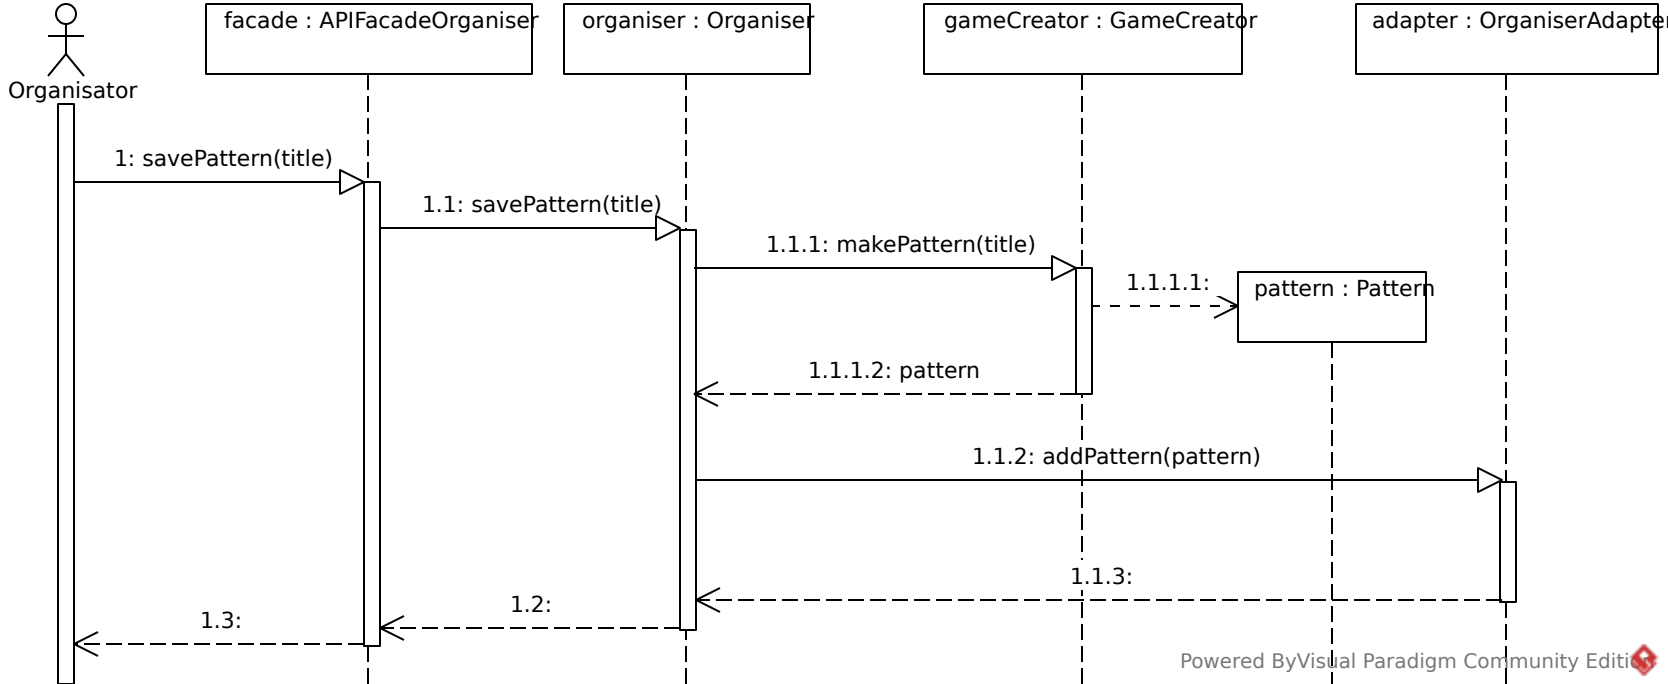 facade : APIFacadeOrganiser
organiser : Organiser
gameCreator : GameCreator
adapter : OrganiserAdapter
Organisator
1: savePattern(title)
1.1: savePattern(title)
1.1.1: makePattern(title)
1.1.1.1:
pattern : Pattern
1.1.1.2: pattern
1.1.2: addPattern(pattern)
1.1.3:
1.2:
1.3:
Powered ByVisual Paradigm Community Edition